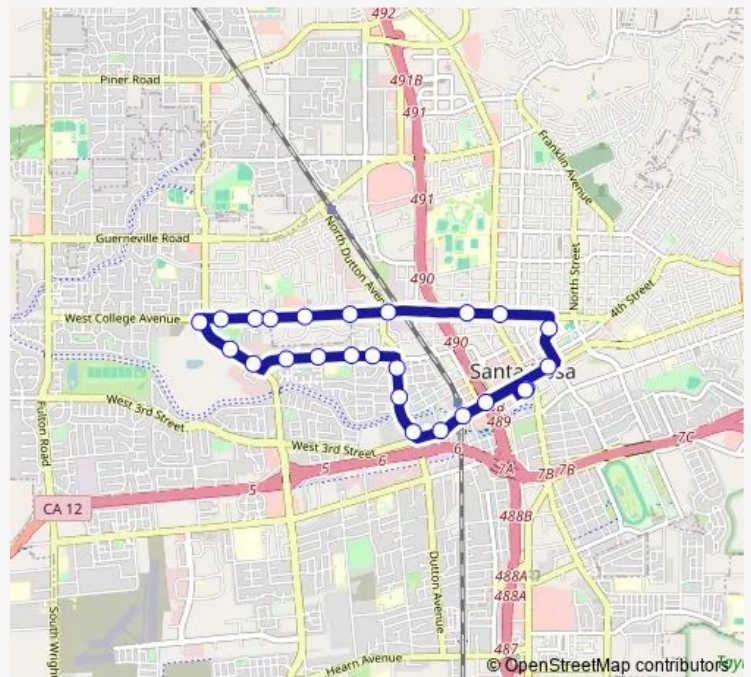 492
Piner Road
491B
491
Franklin Avenue
491
North Dutton Aven
Guerneville Road
North Street
490
4th Street
West College Avenue
490
Santa
sa
Fulton Road
West 3rd Street
489
West 3rd Street
6
7C
6
7A
5
7B
7B
5
CA 12
488B
Dutton Avenue
488A
488A
South Wright
487
Hearn Avenue
© OpenStreetMap contributors